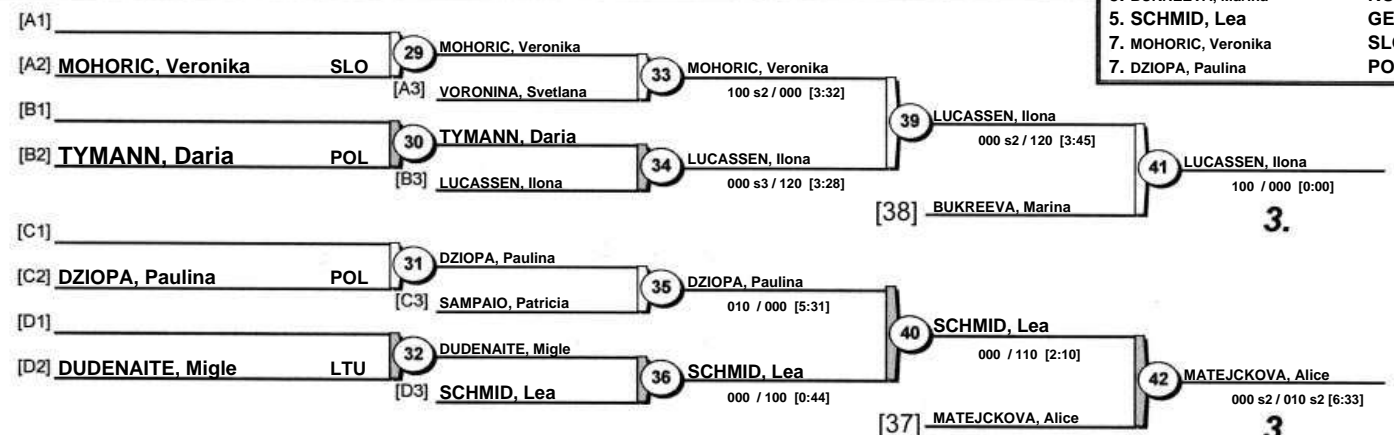 5. SCHMID, Lea GE
7. MOHORIC, Veronika SLO
7. DZIOPA, Paulina PO
[A1]
[A2] MOHORIC, Veronika SLO
29 MOHORIC, Veronika
[A3] VORONINA, Svetlana
33 MOHORIC, Veronika
100 s2 / 000 [3:32]
[B1]
[B2] TYMANN, Daria POL
30 TYMANN, Daria
[B3] LUCASSEN, Ilona
34 LUCASSEN, Ilona
000 s3 / 120 [3:28]
39 LUCASSEN, Ilona
000 s2 / 120 [3:45]
[38] BUKREEVA, Marina
41 LUCASSEN, Ilona
100 / 000 [0:00]
3.
[C1]
[C2] DZIOPA, Paulina POL
31 DZIOPA, Paulina
[C3] SAMPAIO, Patricia
35 DZIOPA, Paulina
010 / 000 [5:31]
[D1]
[D2] DUDENAITE, Migle LTU
32 DUDENAITE, Migle
[D3] SCHMID, Lea
36 SCHMID, Lea
000 / 100 [0:44]
40 SCHMID, Lea
000 / 110 [2:10]
[37] MATEJCKOVA, Alice
42 MATEJCKOVA, Alice
000 s2 / 010 s2 [6:33]
3